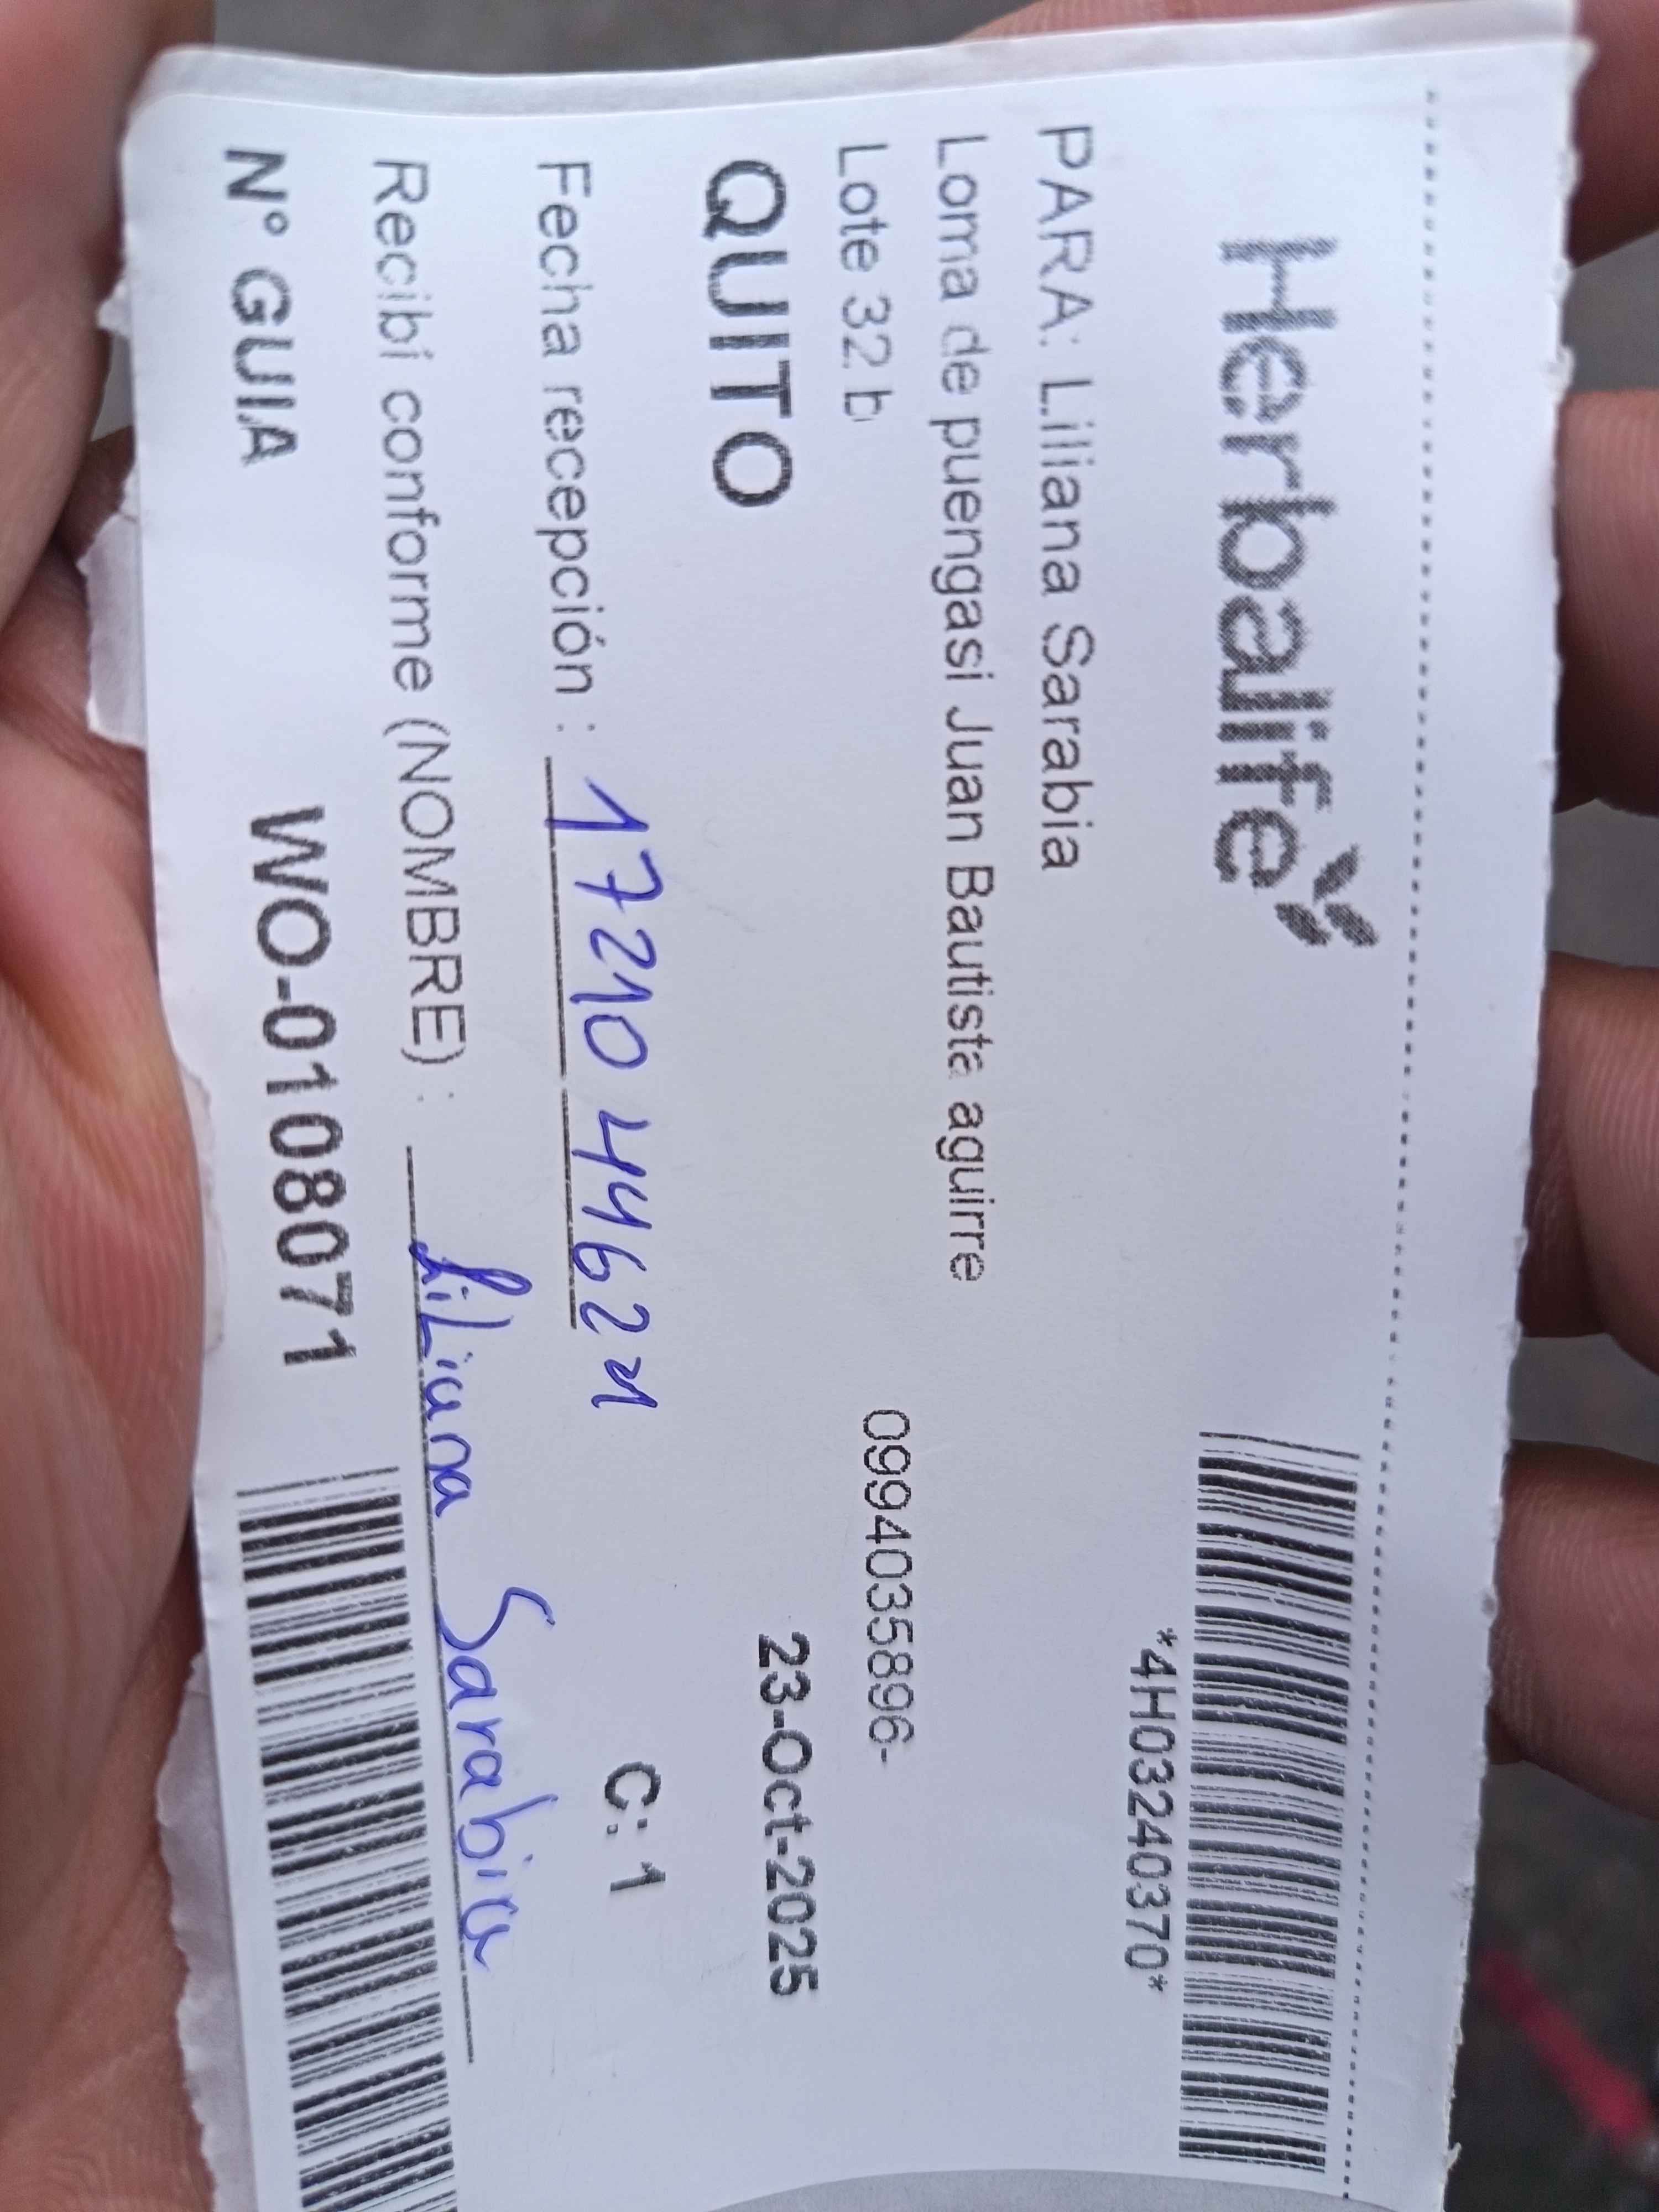 Herbalife
*4H03240370*
PARA: Liliana Sarabia
Loma de puengasi Juan Bautista aguirre
Lote 32 b
0994035896-
QUITO
23-Oct-2025
Fecha recepción : 1721044621
C: 1
Recibí conforme (NOMBRE) : Liliana Sarabia
N° GUIA WO-0108071